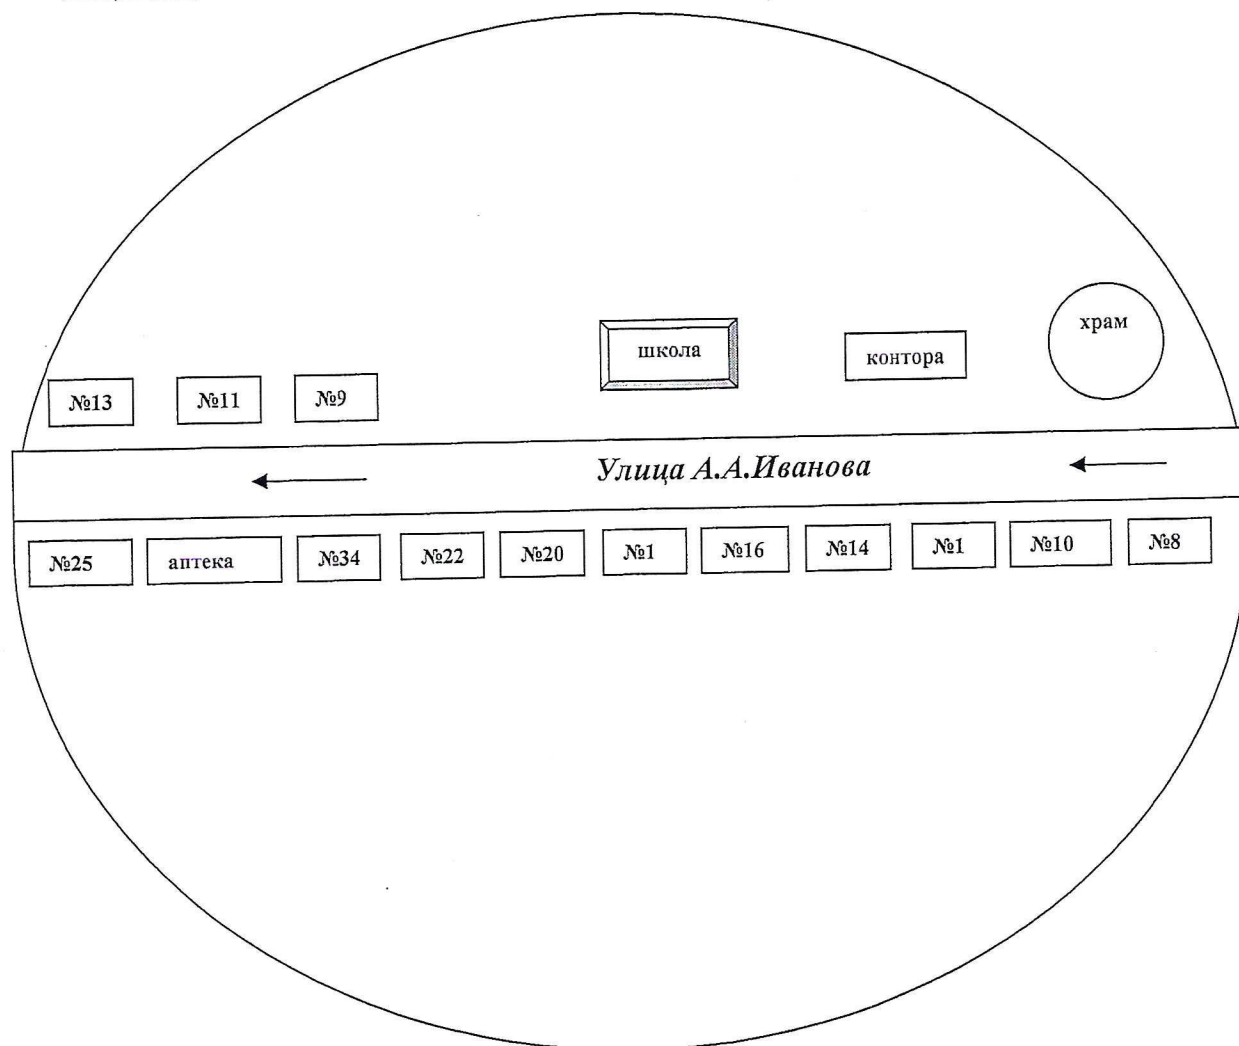 храм
школа
контора
№13 №11 №9
Улица А.А.Иванова
№25 аптека №34 №22 №20 №1 №16 №14 №1 №10 №8